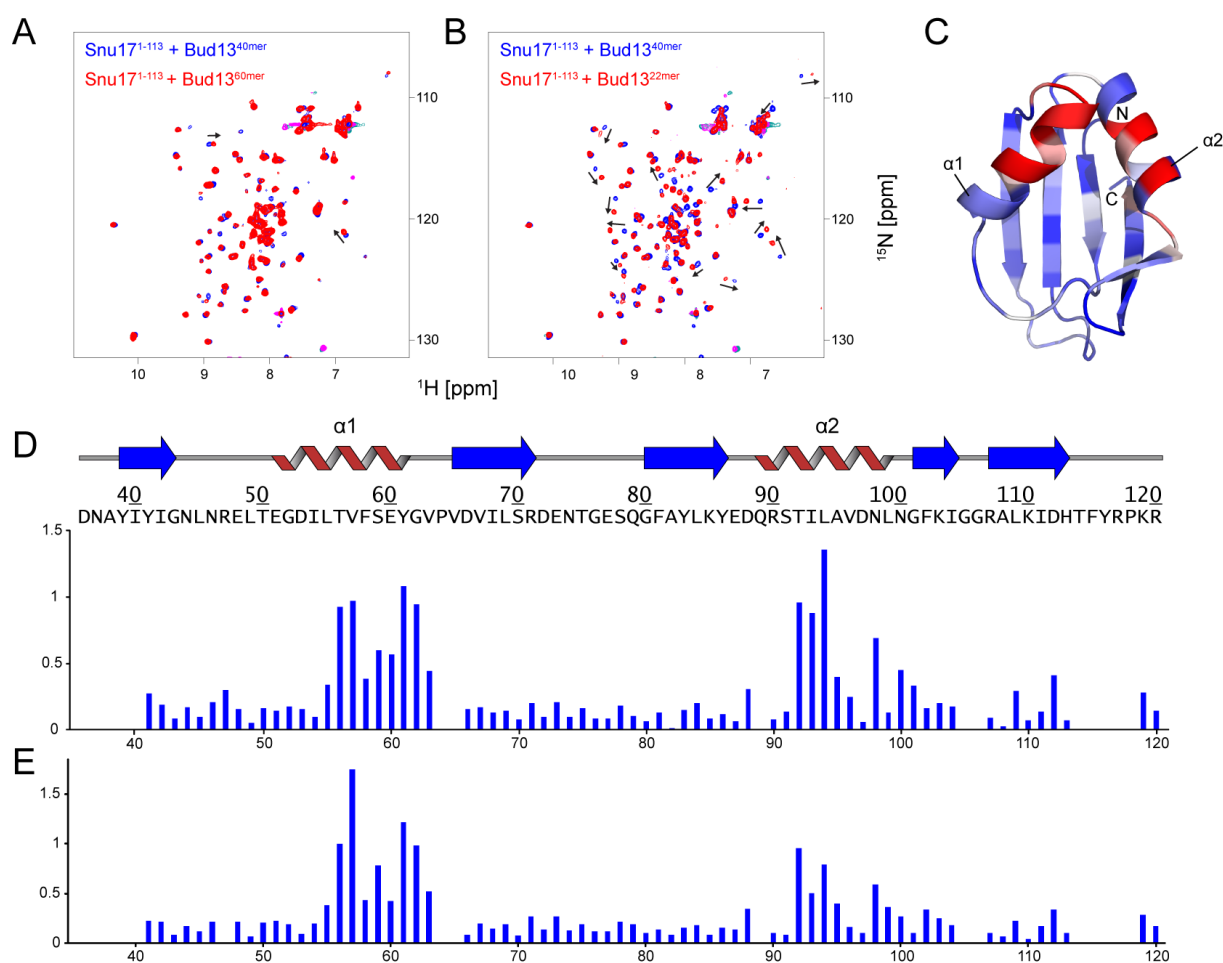 A
Snu17¹⁻¹¹³ + Bud13⁴⁰ᵐᵉʳ
Snu17¹⁻¹¹³ + Bud13⁶⁰ᵐᵉʳ
110
120
130
10 9 8 7
B
Snu17¹⁻¹¹³ + Bud13⁴⁰ᵐᵉʳ
Snu17¹⁻¹¹³ + Bud13²²ᵐᵉʳ
110
120
130
10 9 8 7
¹H [ppm]
¹⁵N [ppm]
C
N
α2
α1
C
D
α1 α2
40 50 60 70 80 90 100 110 120
DNAYIYIGNLNRELTEGDILTVFSEYGVPVDVILSRDENTGESQGFAYLKYEDQRSTILAVDNLNGFKIGGRALKIDHTFYRPKR
1.5
1
0.5
0
40 50 60 70 80 90 100 110 120
E
1.5
1
0.5
0
40 50 60 70 80 90 100 110 120